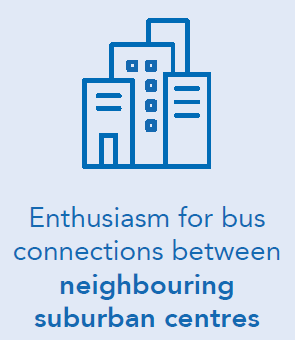 Enthusiasm for bus
connections between
neighbouring
suburban centres